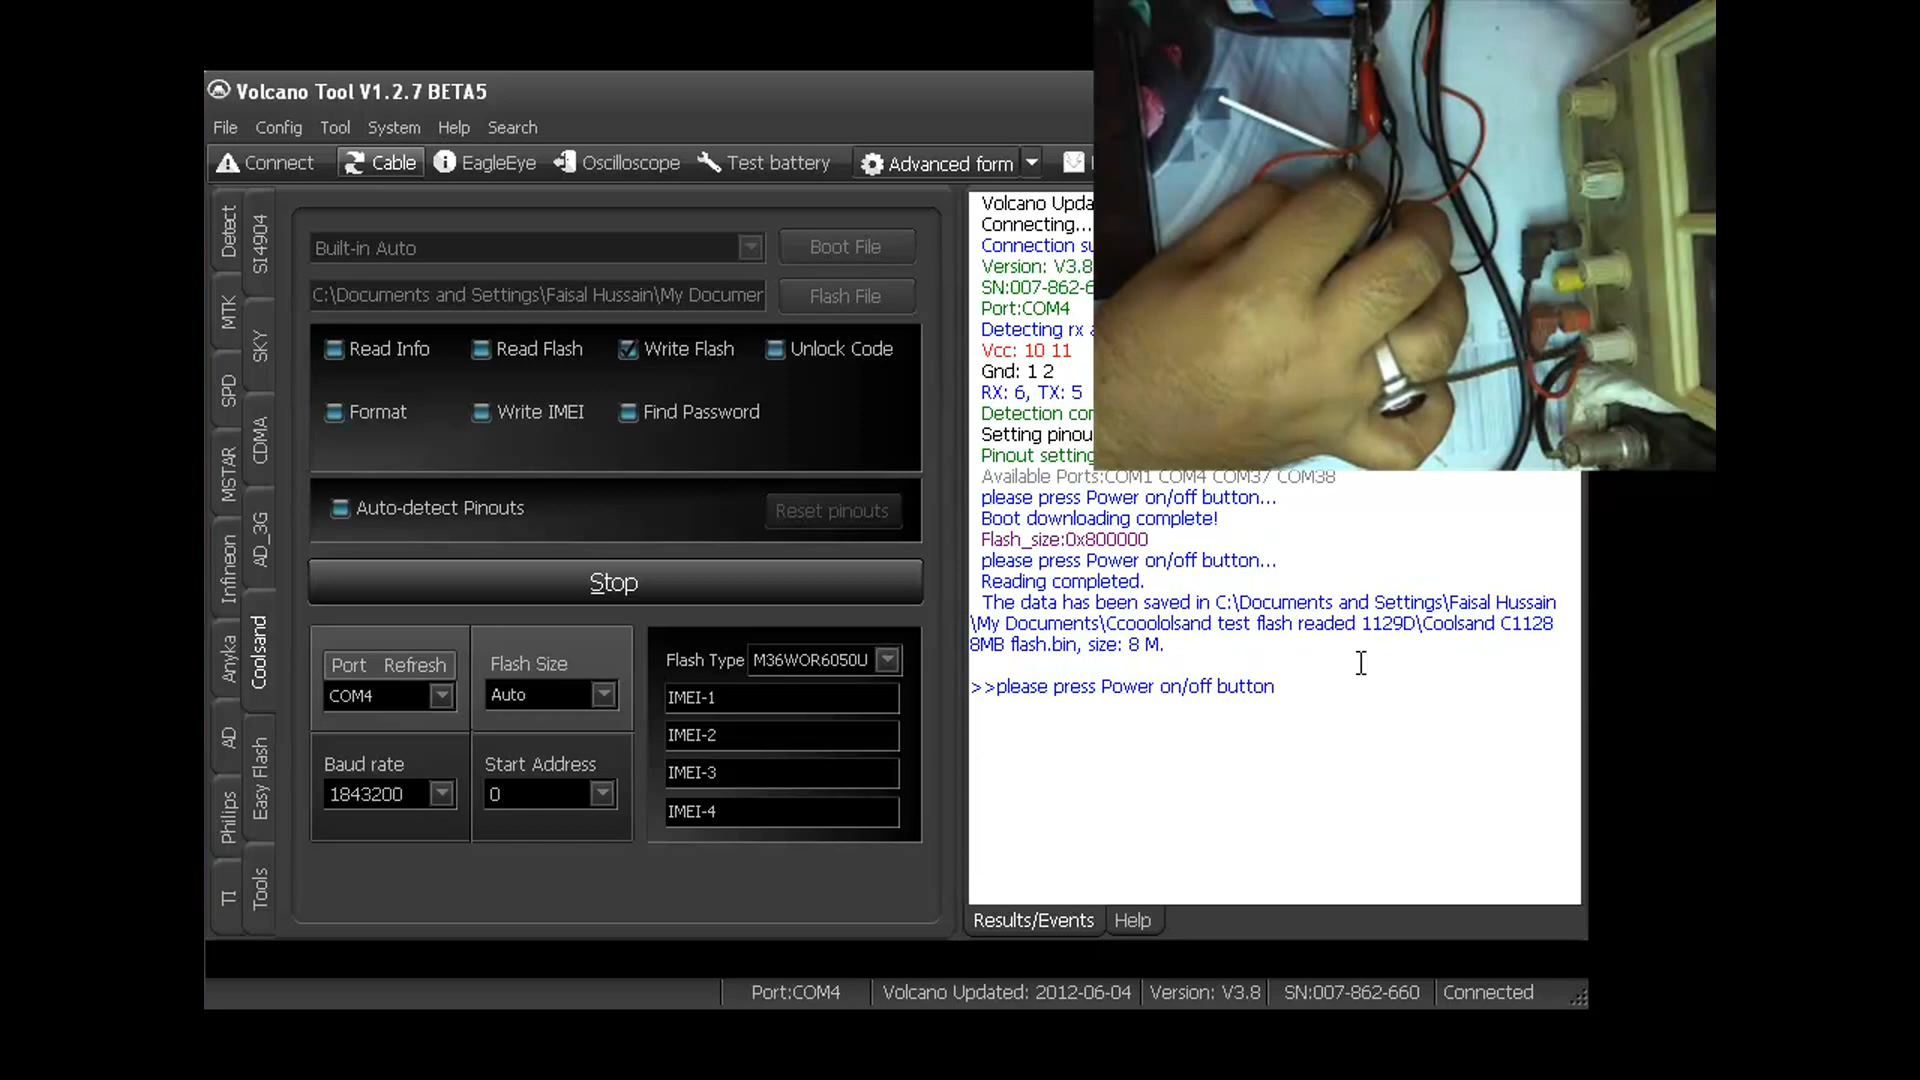 Volcano Tool V1.2.7 BETA5
File Config Tool System Help Search
Connect Cable EagleEye Oscilloscope Test battery Advanced form
Detect
MTK
SPD
MSTAR
Infineon
Anyka
AD
Philips
TI
SI4904
SKY
CDMA
AD_3G
Coolsand
Easy Flash
Tools
Built-in Auto Boot File
C:\Documents and Settings\Faisal Hussain\My Documer Flash File
Read Info Read Flash Write Flash Unlock Code
Format Write IMEI Find Password
Auto-detect Pinouts Reset pinouts
Stop
Port Refresh
COM4
Flash Size
Auto
Baud rate
1843200
Start Address
0
Flash Type M36WOR6050U
IMEI-1
IMEI-2
IMEI-3
IMEI-4
Volcano Upda
Connecting...
Connection su
Version: V3.8
SN:007-862-6
Port:COM4
Detecting rx a
Vcc: 10 11
Gnd: 1 2
RX: 6, TX: 5
Detection con
Setting pinou
Pinout setting
Available Ports:COM1 COM4 COM37 COM38
please press Power on/off button...
Boot downloading complete!
Flash_size:0x800000
please press Power on/off button...
Reading completed.
The data has been saved in C:\Documents and Settings\Faisal Hussain
\My Documents\Ccooololsand test flash readed 1129D\Coolsand C1128
8MB flash.bin, size: 8 M.
>>please press Power on/off button
Results/Events Help
Port:COM4 Volcano Updated: 2012-06-04 Version: V3.8 SN:007-862-660 Connected